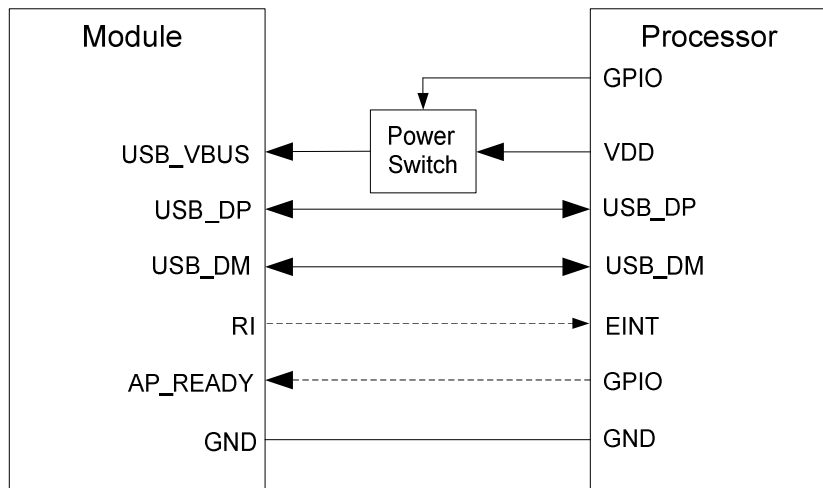 Module
Processor
GPIO
Power
Switch
USB_VBUS
VDD
USB_DP
USB_DP
USB_DM
USB_DM
RI
EINT
AP_READY
GPIO
GND
GND